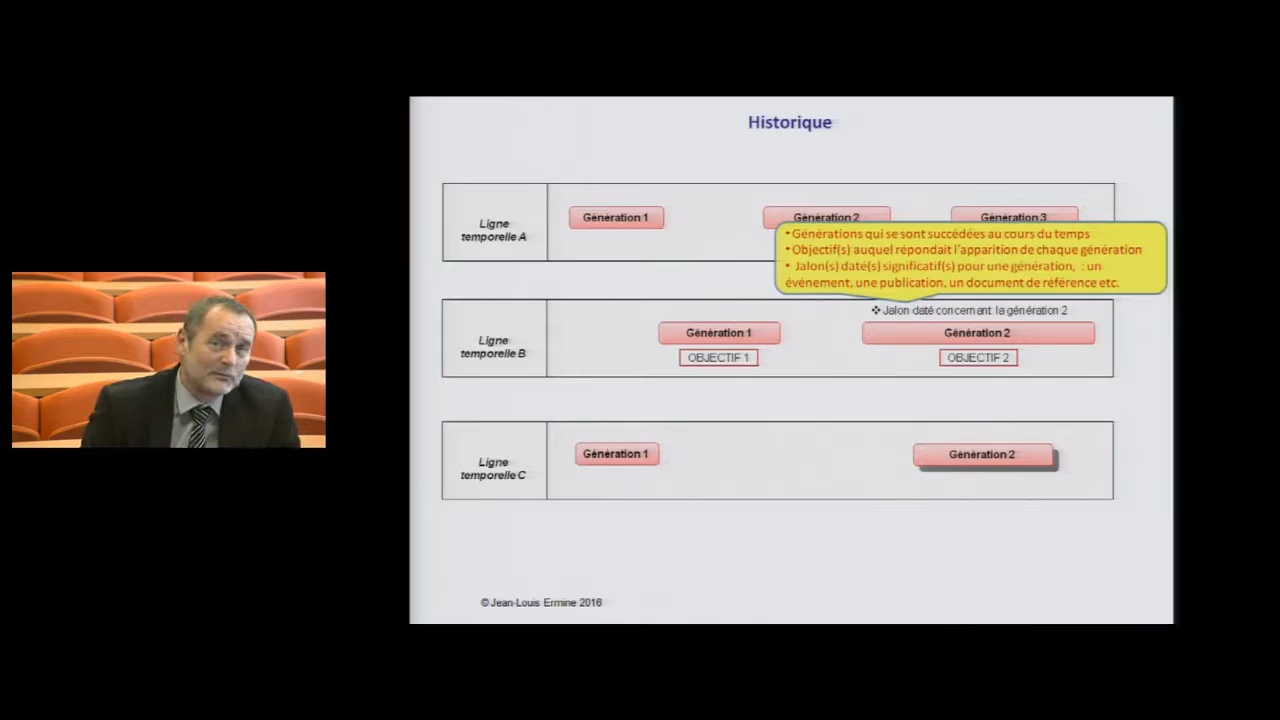 Historique
Ligne
temporelle A
Génération 1
Génération 2
Génération 3
• Générations qui se sont succédées au cours du temps
• Objectif(s) auquel répondait l'apparition de chaque génération
• Jalon(s) daté(s) significatif(s) pour une génération, : un
événement, une publication, un document de référence etc.
❖ Jalon daté concernant la génération 2
Ligne
temporelle B
Génération 1
Génération 2
OBJECTIF 1
OBJECTIF 2
Ligne
temporelle C
Génération 1
Génération 2
© Jean-Louis Ermine 2016